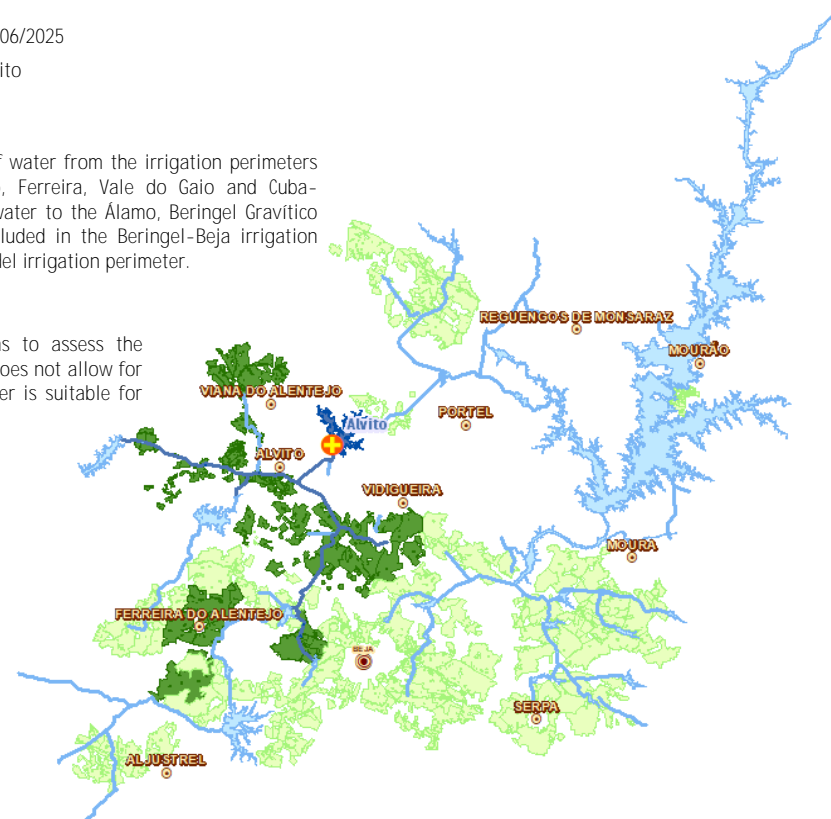 06/2025
ito
f water from the irrigation perimeters
, Ferreira, Vale do Gaio and Cuba-
water to the Álamo, Beringel Gravítico
luded in the Beringel-Beja irrigation
del irrigation perimeter.
ns to assess the
oes not allow for
er is suitable for
REGUENGOS DE MONSARAZ
MOURÃO
VIANA DO ALENTEJO
PORTEL
Alvito
ALVITO
VIDIGUEIRA
MOURA
FERREIRA DO ALENTEJO
BEJA
SERPA
ALJUSTREL